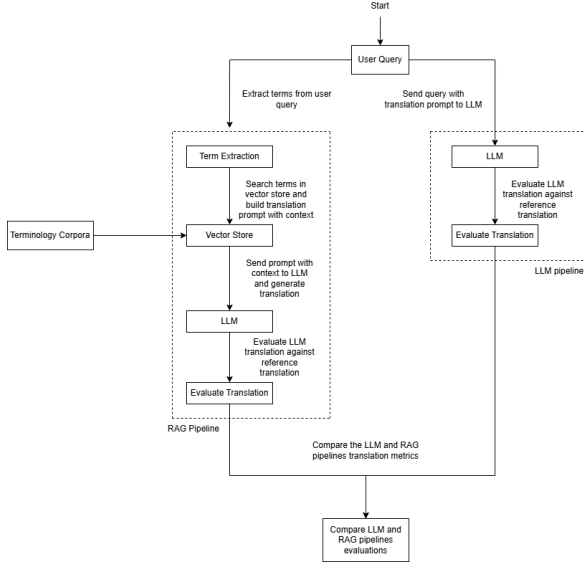 Start
User Query
Extract terms from user
query
Send query with
translation prompt to LLM
Term Extraction
LLM
Search terms in
vector store and
build translation
prompt with context
Evaluate LLM
translation against
reference
translation
Terminology Corpora
Vector Store
Evaluate Translation
Send prompt with
context to LLM
and generate
translation
LLM pipeline
LLM
Evaluate LLM
translation against
reference
translation
Evaluate Translation
RAG Pipeline
Compare the LLM and RAG
pipelines translation metrics
Compare LLM and
RAG pipelines
evaluations